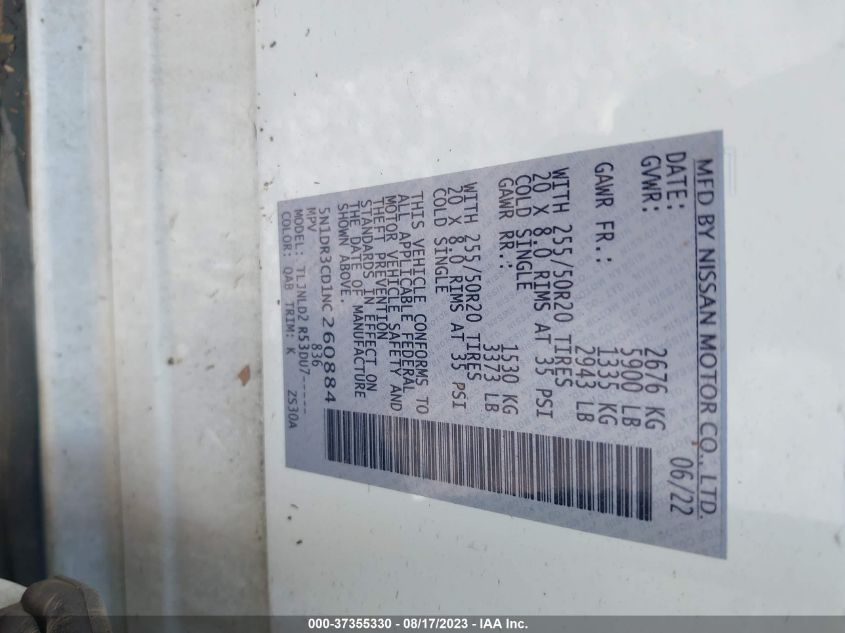 MFD BY NISSAN MOTOR CO., LTD.
DATE: 06/22
GVWR: 2676 KG
5900 LB
GAWR FR.: 1335 KG
2943 LB
WITH 255/50R20 TIRES
20 X 8.0 RIMS AT 35 PSI
COLD SINGLE
GAWR RR.: 1530 KG
3373 LB
WITH 255/50R20 TIRES
20 X 8.0 RIMS AT 35 PSI
COLD SINGLE
THIS VEHICLE CONFORMS TO
ALL APPLICABLE FEDERAL
MOTOR VEHICLE SAFETY AND
THEFT PREVENTION
STANDARDS IN EFFECT ON
THE DATE OF MANUFACTURE
SHOWN ABOVE.
5N1DR3CD1NC260884
MPV 836
MODEL: TLJNLD2 R53DU7-----
COLOR: QAB TRIM: K ZS30A
000-37355330 - 08/17/2023 - IAA Inc.